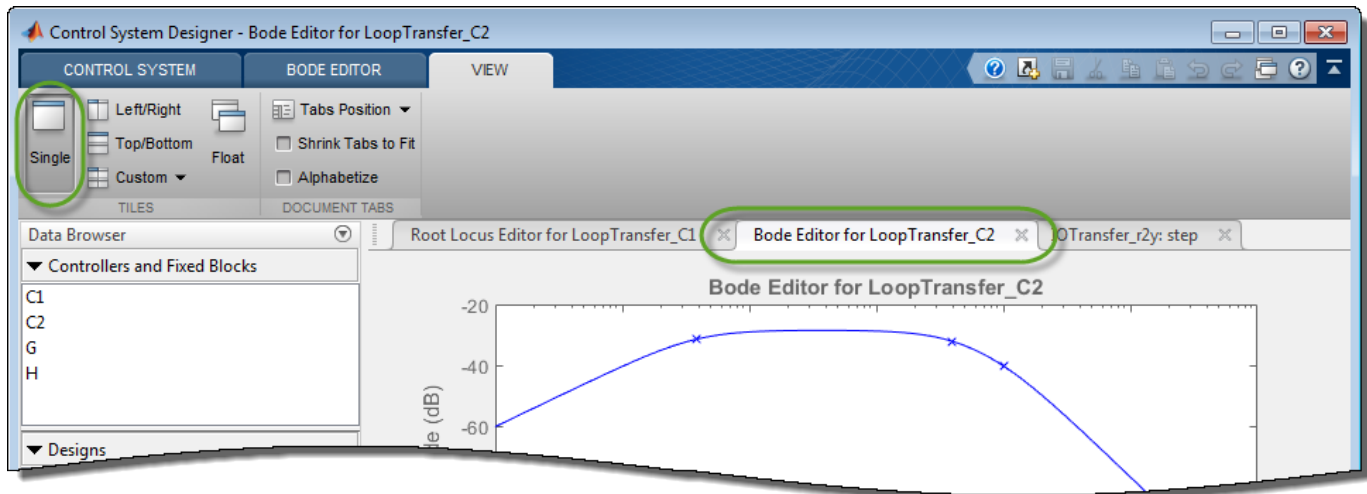 Control System Designer - Bode Editor for LoopTransfer_C2
CONTROL SYSTEM BODE EDITOR VIEW
Single
Left/Right
Top/Bottom
Custom
Float
TILES
Tabs Position
Shrink Tabs to Fit
Alphabetize
DOCUMENT TABS
Data Browser
Controllers and Fixed Blocks
C1
C2
G
H
Designs
Root Locus Editor for LoopTransfer_C1 Bode Editor for LoopTransfer_C2 IOTransfer_r2y: step
Bode Editor for LoopTransfer_C2
-20
-40
-60
(dB)